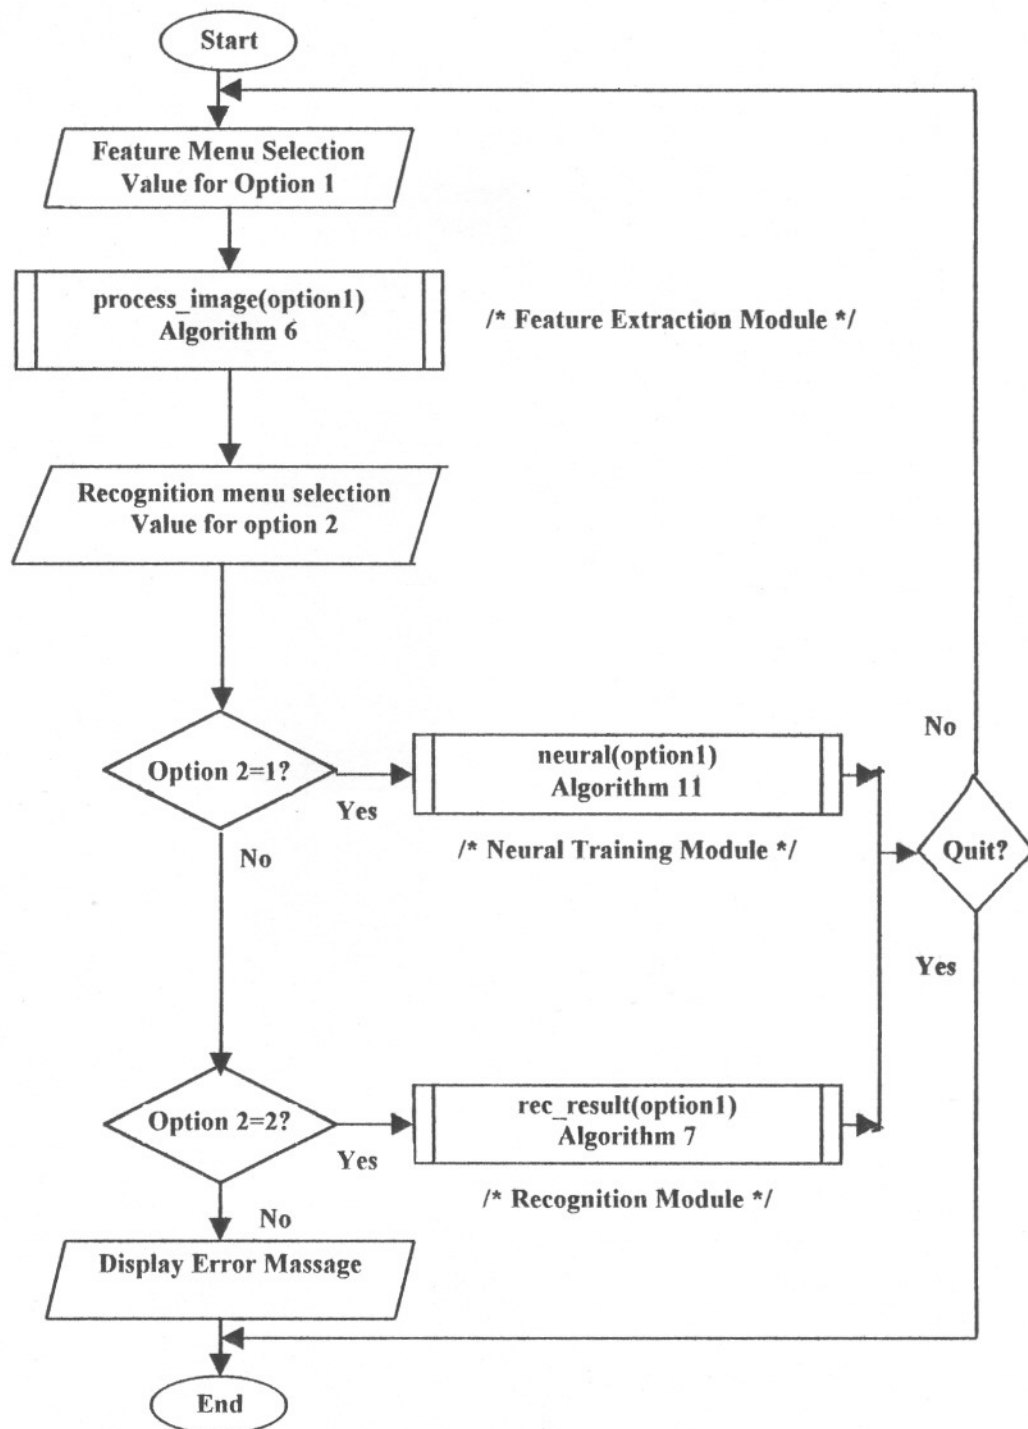 Start
Feature Menu Selection
Value for Option 1
process_image(option1)
Algorithm 6
/* Feature Extraction Module */
Recognition menu selection
Value for option 2
Option 2=1?
Yes
No
neural(option1)
Algorithm 11
/* Neural Training Module */
No
Quit?
Yes
Option 2=2?
Yes
No
rec_result(option1)
Algorithm 7
/* Recognition Module */
Display Error Massage
End